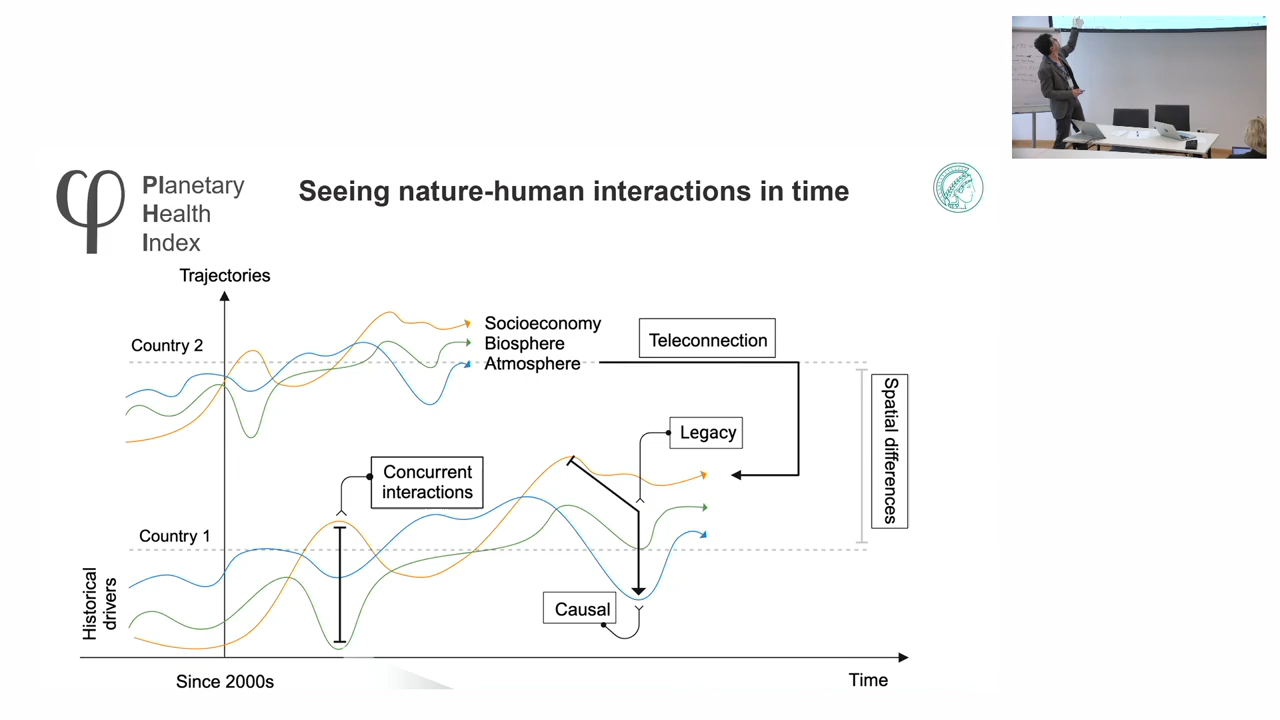 φ
Planetary
Health
Index
Seeing nature-human interactions in time
Trajectories
Country 2
Socioeconomy
Biosphere
Atmosphere
Teleconnection
Spatial differences
Legacy
Concurrent
interactions
Country 1
Historical
drivers
Causal
Since 2000s
Time